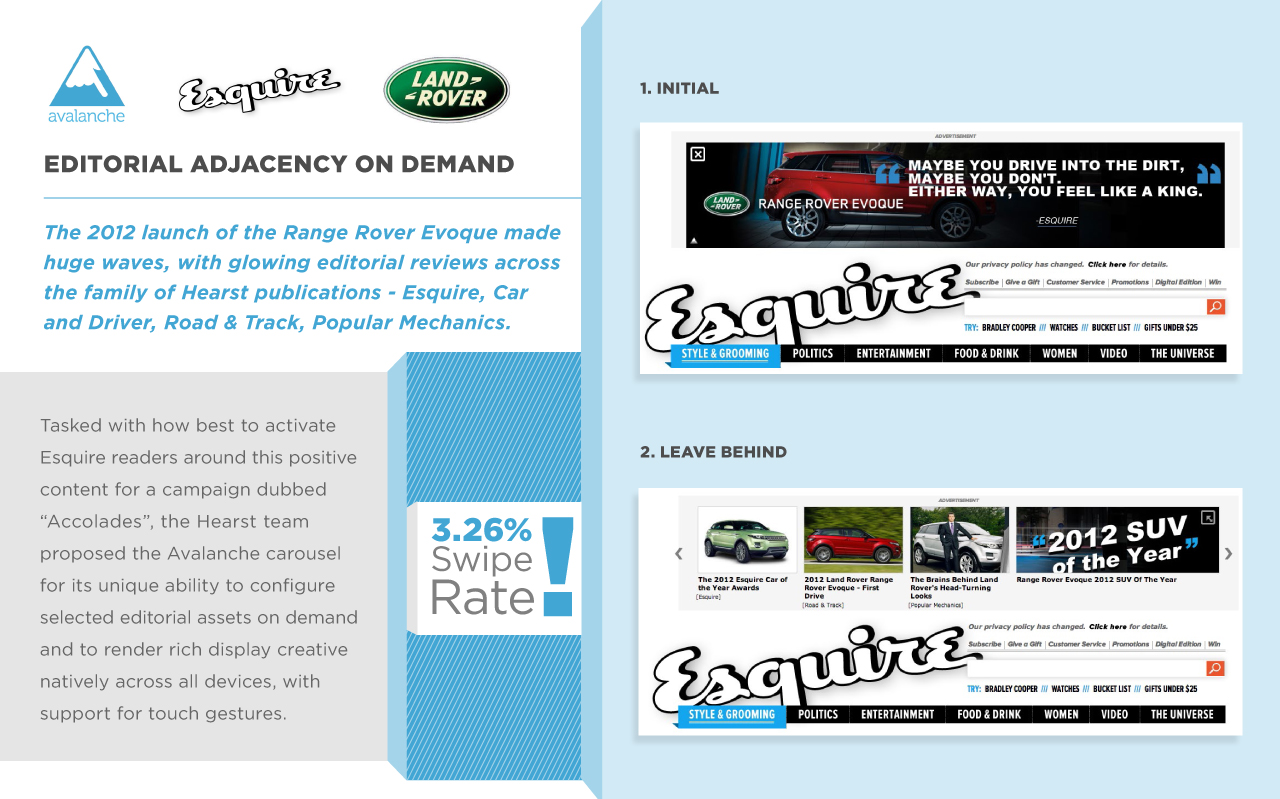 avalanche
Esquire
LAND-
-ROVER
EDITORIAL ADJACENCY ON DEMAND
The 2012 launch of the Range Rover Evoque made
huge waves, with glowing editorial reviews across
the family of Hearst publications - Esquire, Car
and Driver, Road & Track, Popular Mechanics.
Tasked with how best to activate
Esquire readers around this positive
content for a campaign dubbed
“Accolades”, the Hearst team
proposed the Avalanche carousel
for its unique ability to configure
selected editorial assets on demand
and to render rich display creative
natively across all devices, with
support for touch gestures.
3.26%
Swipe
Rate
!
1. INITIAL
ADVERTISEMENT
“ MAYBE YOU DRIVE INTO THE DIRT, ”
MAYBE YOU DON'T.
EITHER WAY, YOU FEEL LIKE A KING.
-ESQUIRE
LAND-
-ROVER
RANGE ROVER EVOQUE
Our privacy policy has changed. Click here for details.
Esquire
Subscribe | Give a Gift | Customer Service | Promotions | Digital Edition | Win
TRY: BRADLEY COOPER /// WATCHES /// BUCKET LIST /// GIFTS UNDER $25
STYLE & GROOMING POLITICS ENTERTAINMENT FOOD & DRINK WOMEN VIDEO THE UNIVERSE
2. LEAVE BEHIND
ADVERTISEMENT
“2012 SUV
of the Year”
The 2012 Esquire Car of
the Year Awards
[Esquire]
2012 Land Rover Range
Rover Evoque - First
Drive
[Road & Track]
The Brains Behind Land
Rover's Head-Turning
Looks
[Popular Mechanics]
Range Rover Evoque 2012 SUV Of The Year
Our privacy policy has changed. Click here for details.
Esquire
Subscribe | Give a Gift | Customer Service | Promotions | Digital Edition | Win
TRY: BRADLEY COOPER /// WATCHES /// BUCKET LIST /// GIFTS UNDER $25
STYLE & GROOMING POLITICS ENTERTAINMENT FOOD & DRINK WOMEN VIDEO THE UNIVERSE